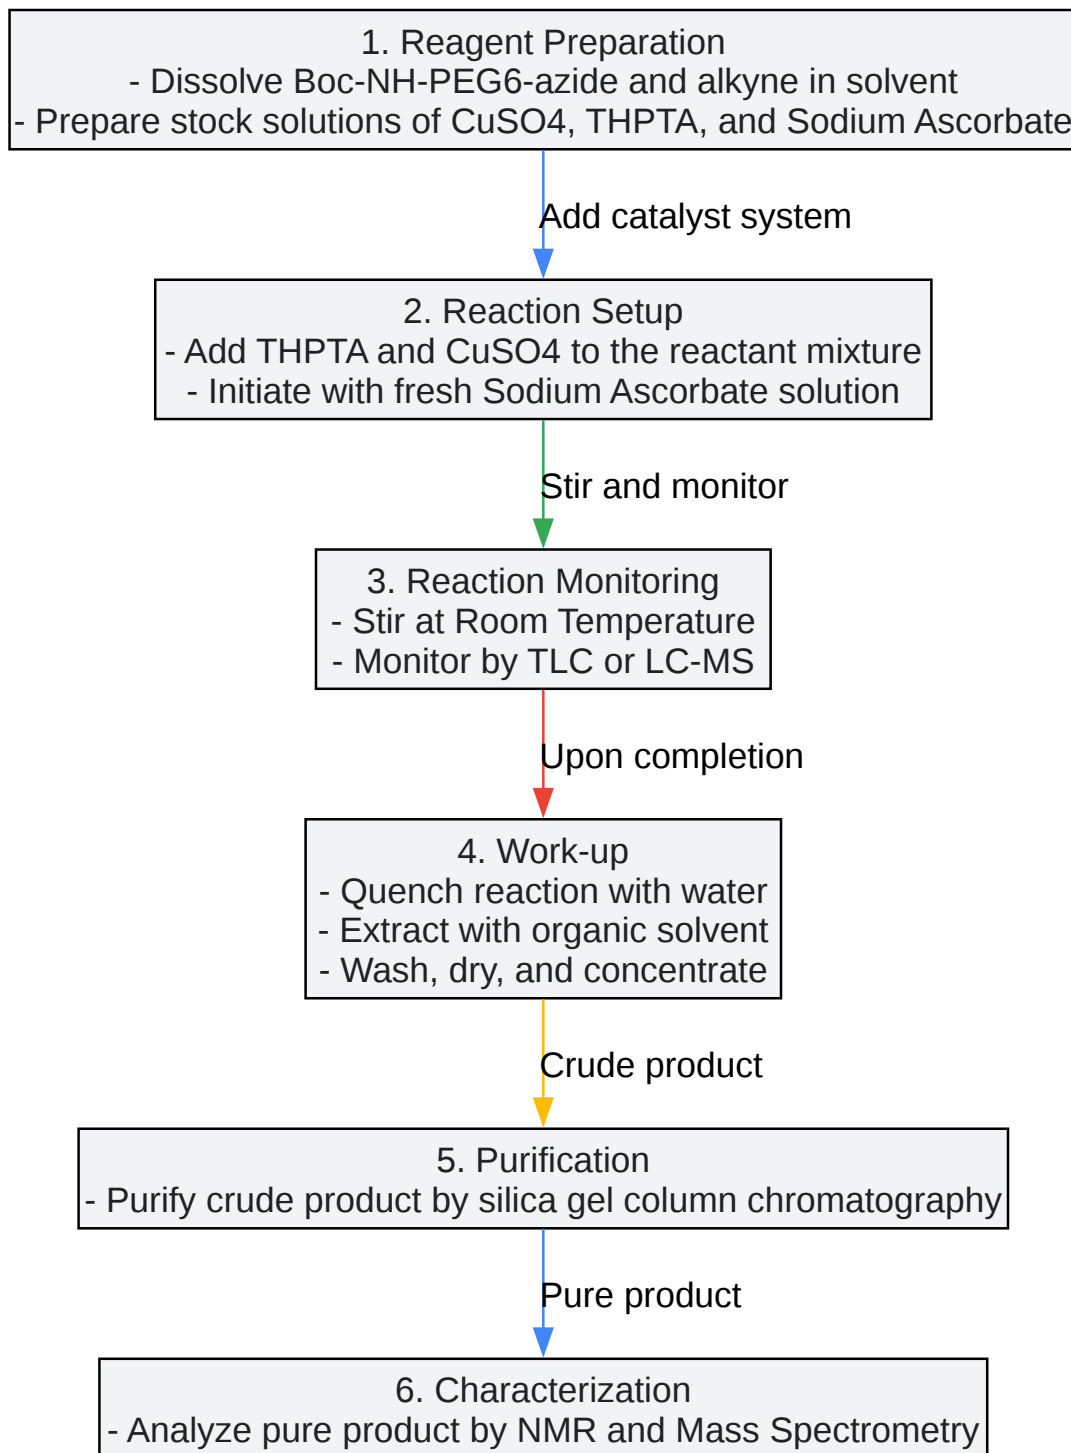 1. Reagent Preparation
- Dissolve Boc-NH-PEG6-azide and alkyne in solvent
- Prepare stock solutions of CuSO4, THPTA, and Sodium Ascorbate
Add catalyst system
2. Reaction Setup
- Add THPTA and CuSO4 to the reactant mixture
- Initiate with fresh Sodium Ascorbate solution
Stir and monitor
3. Reaction Monitoring
- Stir at Room Temperature
- Monitor by TLC or LC-MS
Upon completion
4. Work-up
- Quench reaction with water
- Extract with organic solvent
- Wash, dry, and concentrate
Crude product
5. Purification
- Purify crude product by silica gel column chromatography
Pure product
6. Characterization
- Analyze pure product by NMR and Mass Spectrometry